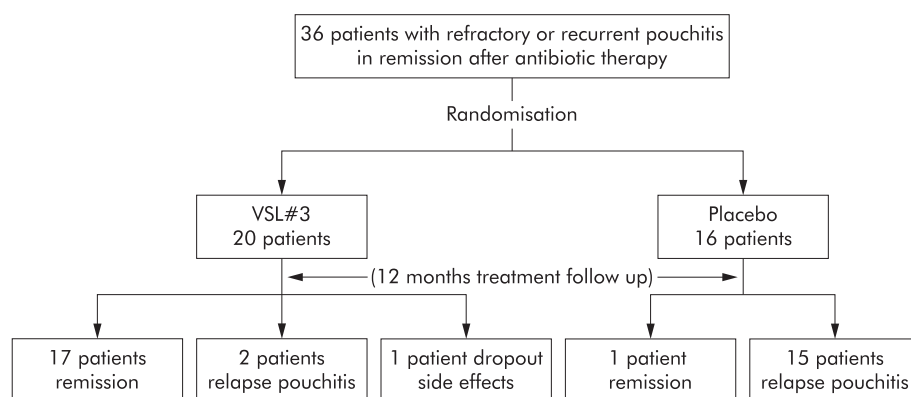 36 patients with refractory or recurrent pouchitis
in remission after antibiotic therapy
Randomisation
VSL#3
20 patients
Placebo
16 patients
(12 months treatment follow up)
17 patients
remission
2 patients
relapse pouchitis
1 patient dropout
side effects
1 patient
remission
15 patients
relapse pouchitis